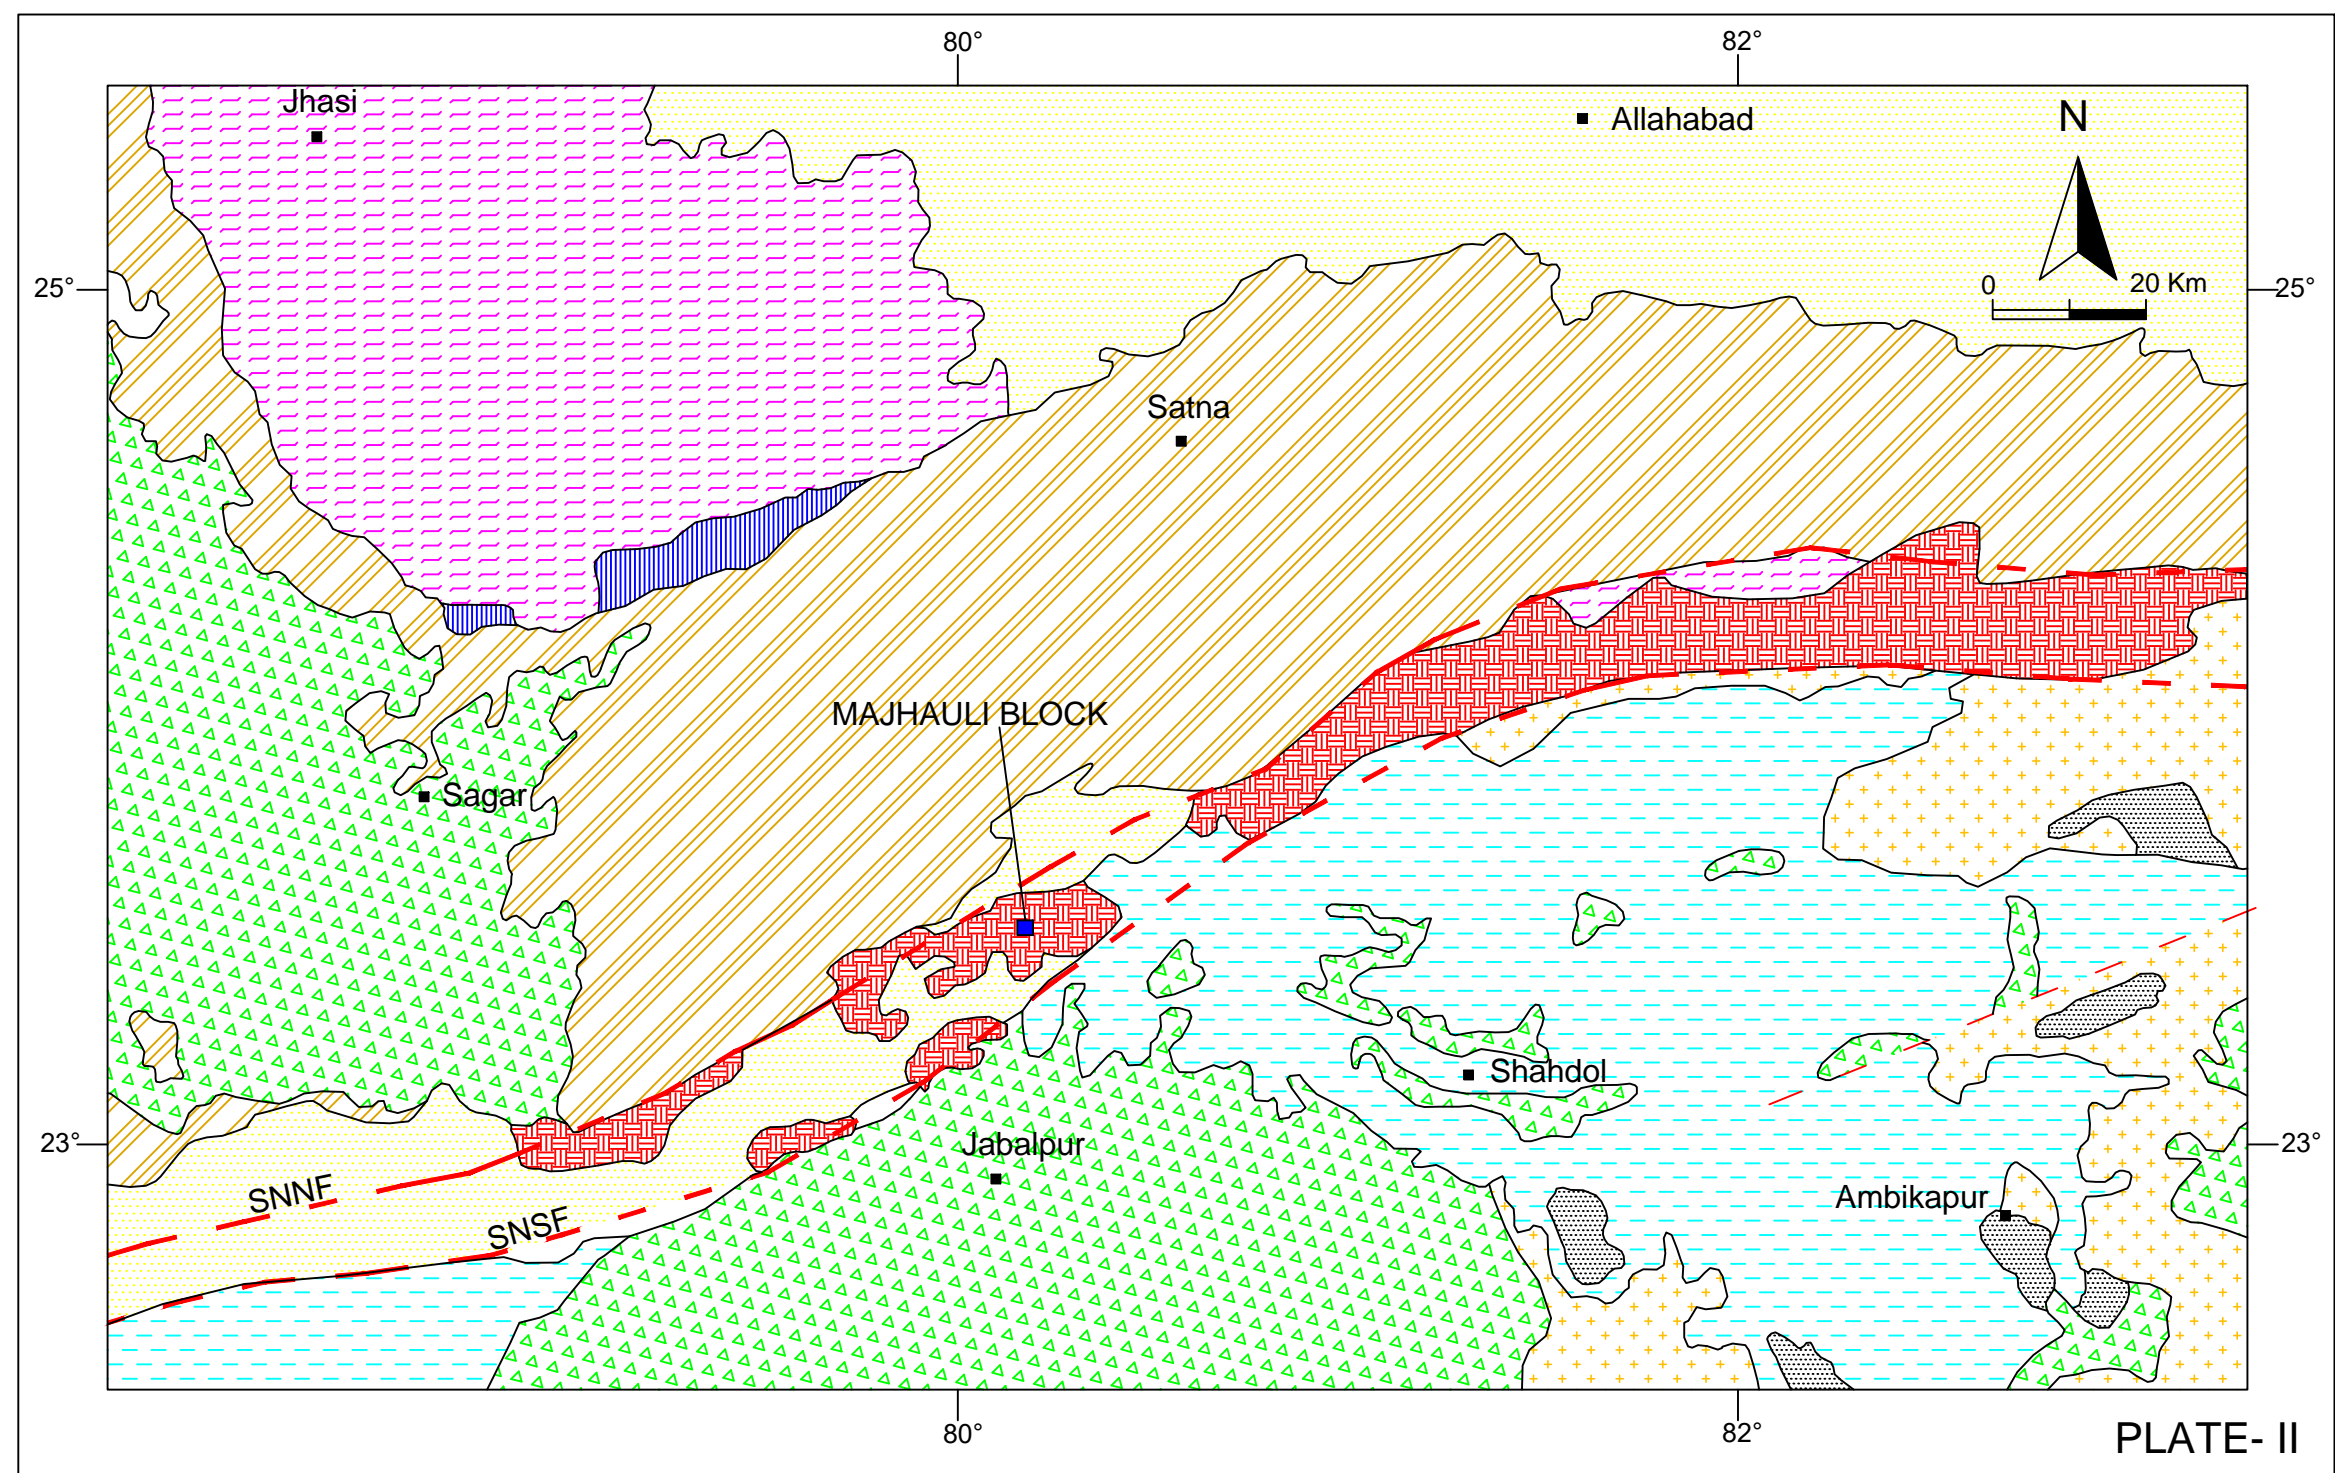 80°
82°
Jhasi
Allahabad
N
25°
0
20 Km
25°
Satna
MAJHAULI BLOCK
Sagar
Shahdol
23°
Jabalpur
23°
SNNF
Ambikapur
SNSF
80°
82°
PLATE- II